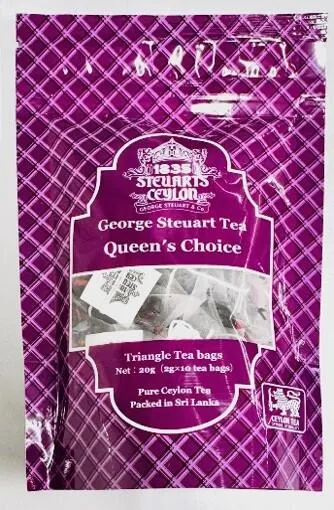 1835
STEUARTS
CEYLON
GEORGE STEUART & Co.
George Steuart Tea
Queen's Choice
Triangle Tea bags
Net : 20g (2g×10 tea bags)
Pure Ceylon Tea
Packed in Sri Lanka
CEYLON TEA